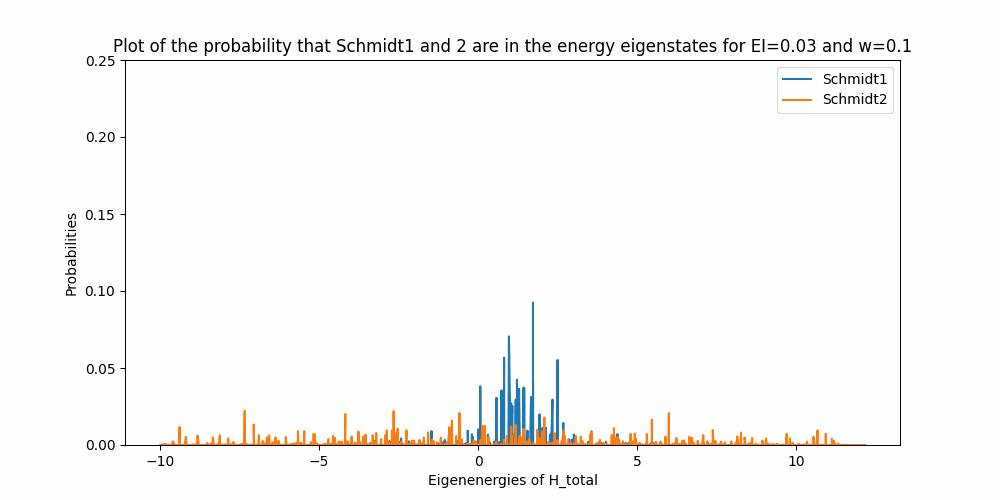 Plot of the probability that Schmidt1 and 2 are in the energy eigenstates for EI=0.03 and w=0.1
Schmidt1
Schmidt2
0.25
0.20
0.15
0.10
0.05
0.00
Probabilities
−10
−5
0
5
10
Eigenenergies of H_total